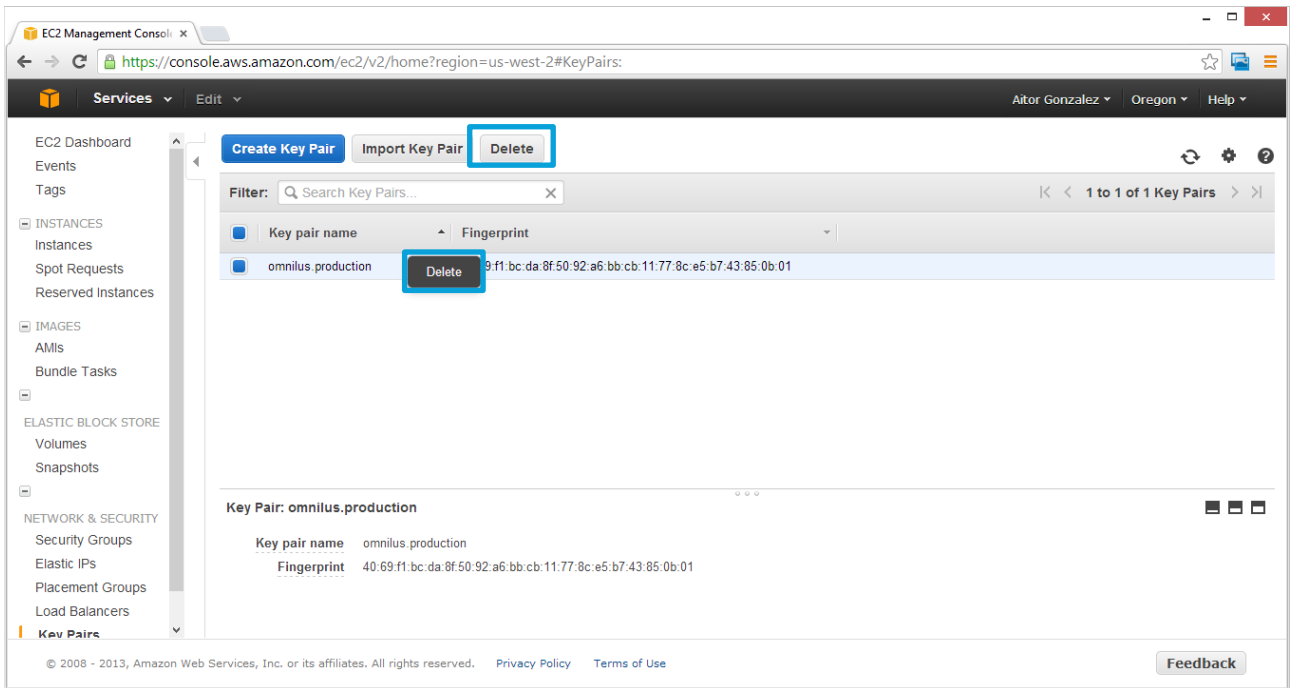 EC2 Management Consol
https://console.aws.amazon.com/ec2/v2/home?region=us-west-2#KeyPairs:
Services Edit Aitor Gonzalez Oregon Help
EC2 Dashboard
Events
Tags
INSTANCES
Instances
Spot Requests
Reserved Instances
IMAGES
AMIs
Bundle Tasks
ELASTIC BLOCK STORE
Volumes
Snapshots
NETWORK & SECURITY
Security Groups
Elastic IPs
Placement Groups
Load Balancers
Key Pairs
Create Key Pair Import Key Pair Delete
Filter: Search Key Pairs... 1 to 1 of 1 Key Pairs
Key pair name Fingerprint
omnilus.production 9:f1:bc:da:8f:50:92:a6:bb:cb:11:77:8c:e5:b7:43:85:0b:01
Delete
Key Pair: omnilus.production
Key pair name omnilus.production
Fingerprint 40:69:f1:bc:da:8f:50:92:a6:bb:cb:11:77:8c:e5:b7:43:85:0b:01
© 2008 - 2013, Amazon Web Services, Inc. or its affiliates. All rights reserved. Privacy Policy Terms of Use Feedback